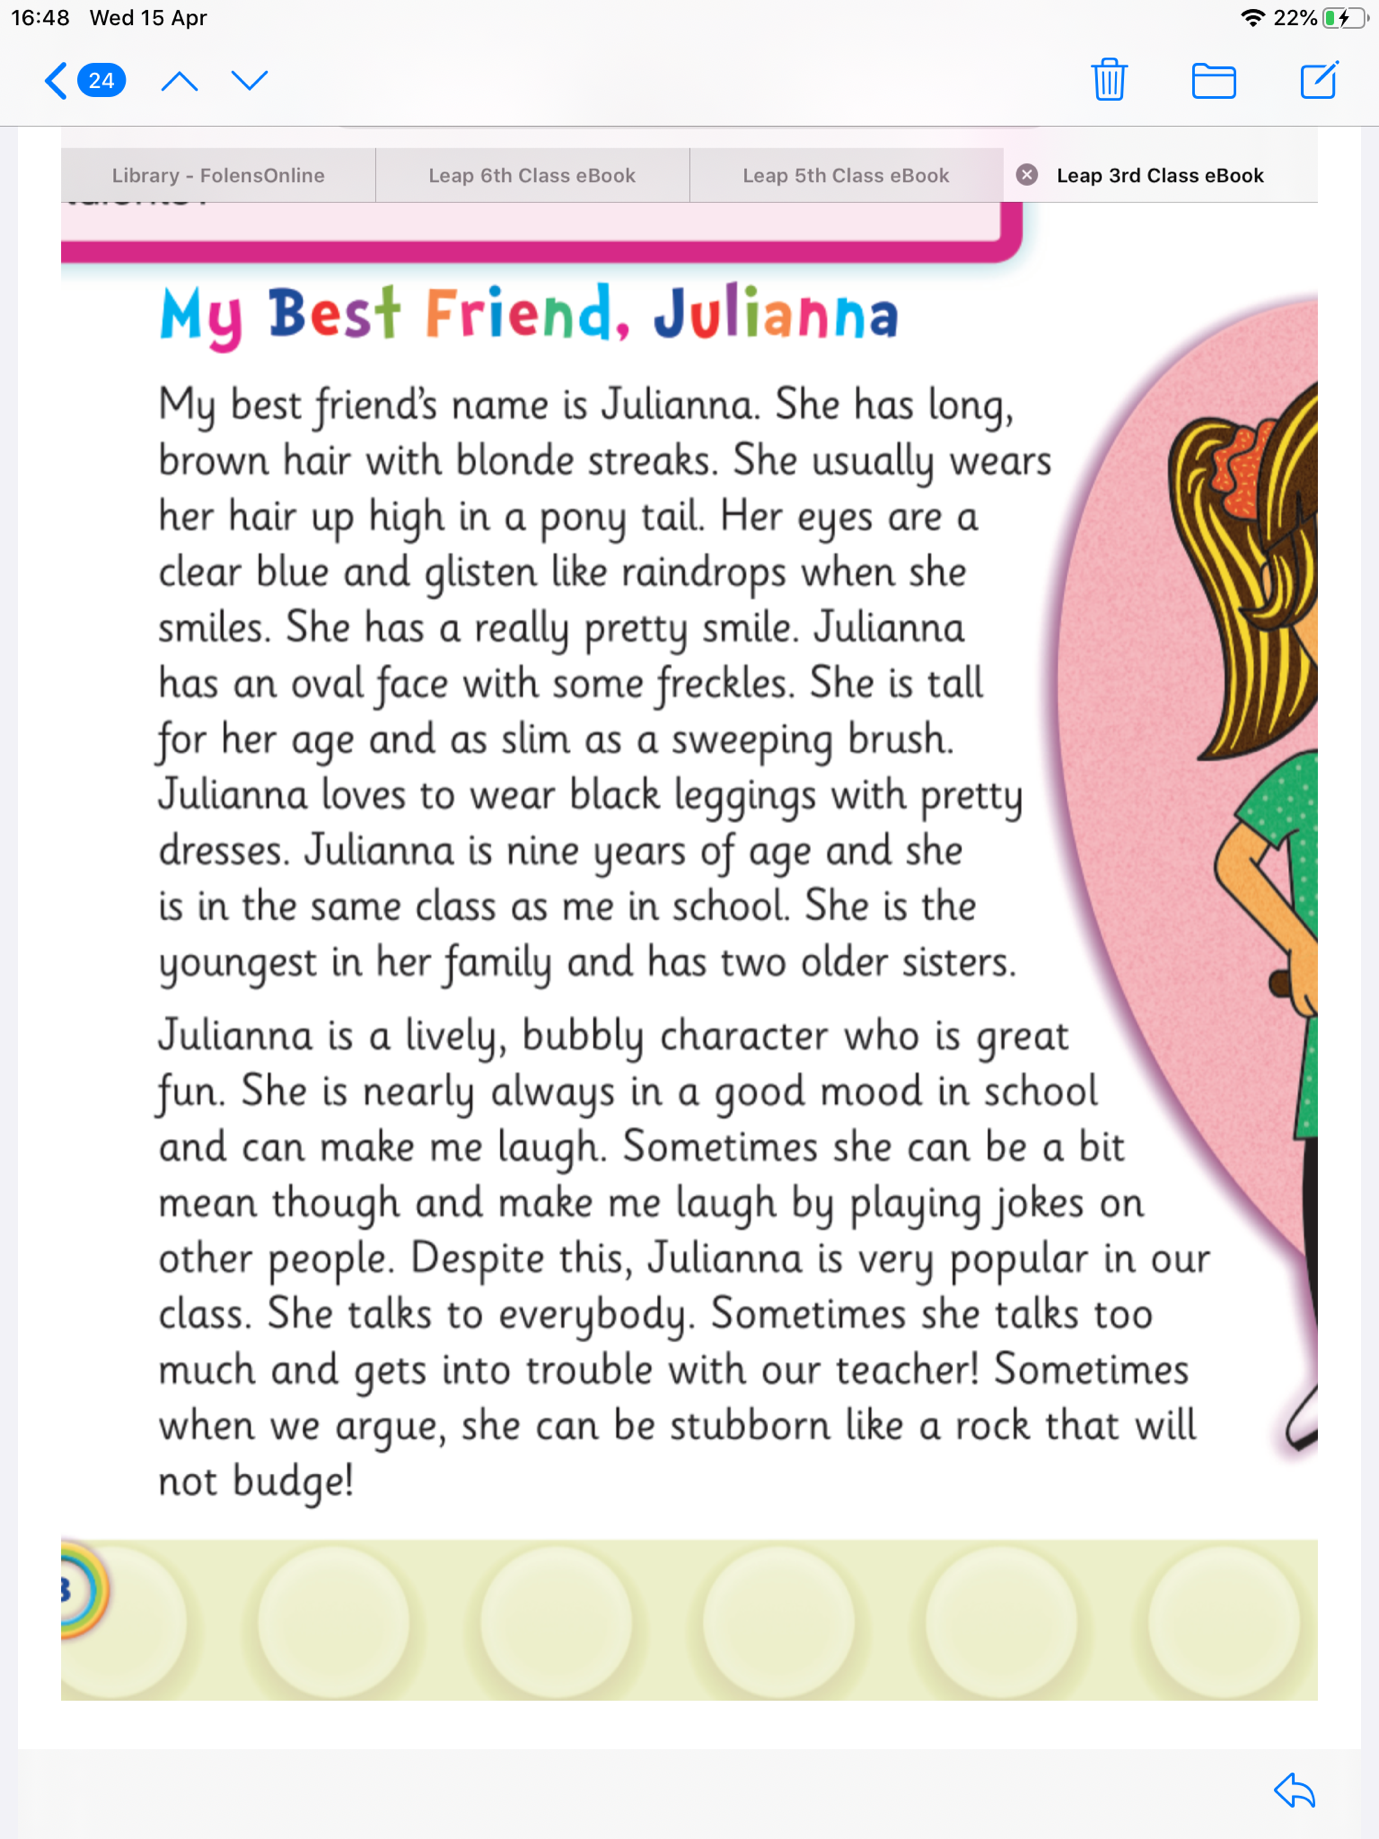 16:48 Wed 15 Apr 22%
24
Library - FolensOnline
Leap 6th Class eBook
Leap 5th Class eBook
Leap 3rd Class eBook
My Best Friend, Julianna
My best friend’s name is Julianna. She has long,
brown hair with blonde streaks. She usually wears
her hair up high in a pony tail. Her eyes are a
clear blue and glisten like raindrops when she
smiles. She has a really pretty smile. Julianna
has an oval face with some freckles. She is tall
for her age and as slim as a sweeping brush.
Julianna loves to wear black leggings with pretty
dresses. Julianna is nine years of age and she
is in the same class as me in school. She is the
youngest in her family and has two older sisters.
Julianna is a lively, bubbly character who is great
fun. She is nearly always in a good mood in school
and can make me laugh. Sometimes she can be a bit
mean though and make me laugh by playing jokes on
other people. Despite this, Julianna is very popular in our
class. She talks to everybody. Sometimes she talks too
much and gets into trouble with our teacher! Sometimes
when we argue, she can be stubborn like a rock that will
not budge!